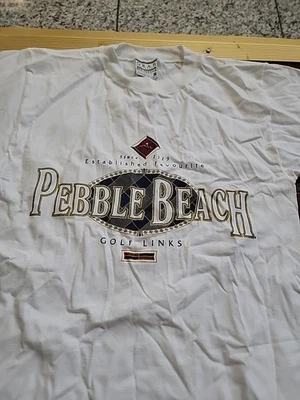 Since 1919
Established favourite
PEBBLE BEACH
GOLF LINKS